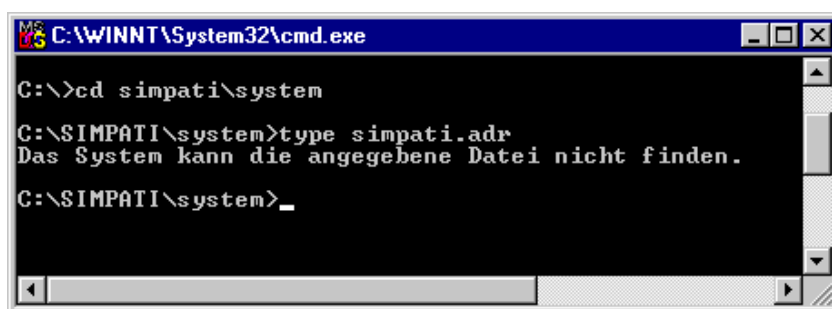 C:\WINNT\System32\cmd.exe
C:\>cd simpati\system
C:\SIMPATI\system>type simpati.adr
Das System kann die angegebene Datei nicht finden.
C:\SIMPATI\system>_